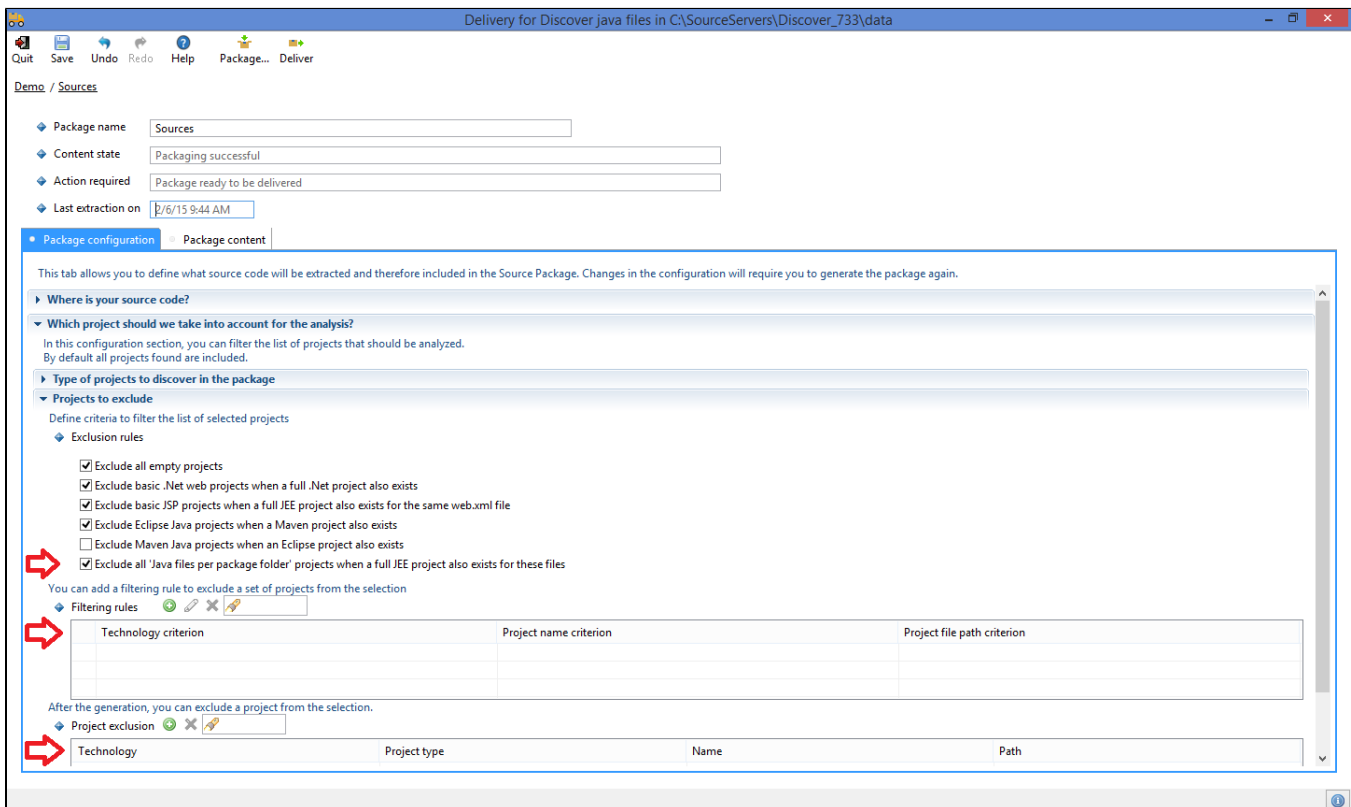 Delivery for Discover java files in C:\SourceServers\Discover_733\data
Quit Save Undo Redo Help Package... Deliver
Demo / Sources
Package name Sources
Content state Packaging successful
Action required Package ready to be delivered
Last extraction on 2/6/15 9:44 AM
Package configuration Package content
This tab allows you to define what source code will be extracted and therefore included in the Source Package. Changes in the configuration will require you to generate the package again.
Where is your source code?
Which project should we take into account for the analysis?
In this configuration section, you can filter the list of projects that should be analyzed.
By default all projects found are included.
Type of projects to discover in the package
Projects to exclude
Define criteria to filter the list of selected projects
Exclusion rules
Exclude all empty projects
Exclude basic .Net web projects when a full .Net project also exists
Exclude basic JSP projects when a full JEE project also exists for the same web.xml file
Exclude Eclipse Java projects when a Maven project also exists
Exclude Maven Java projects when an Eclipse project also exists
Exclude all 'Java files per package folder' projects when a full JEE project also exists for these files
You can add a filtering rule to exclude a set of projects from the selection
Filtering rules
Technology criterion Project name criterion Project file path criterion
After the generation, you can exclude a project from the selection.
Project exclusion
Technology Project type Name Path